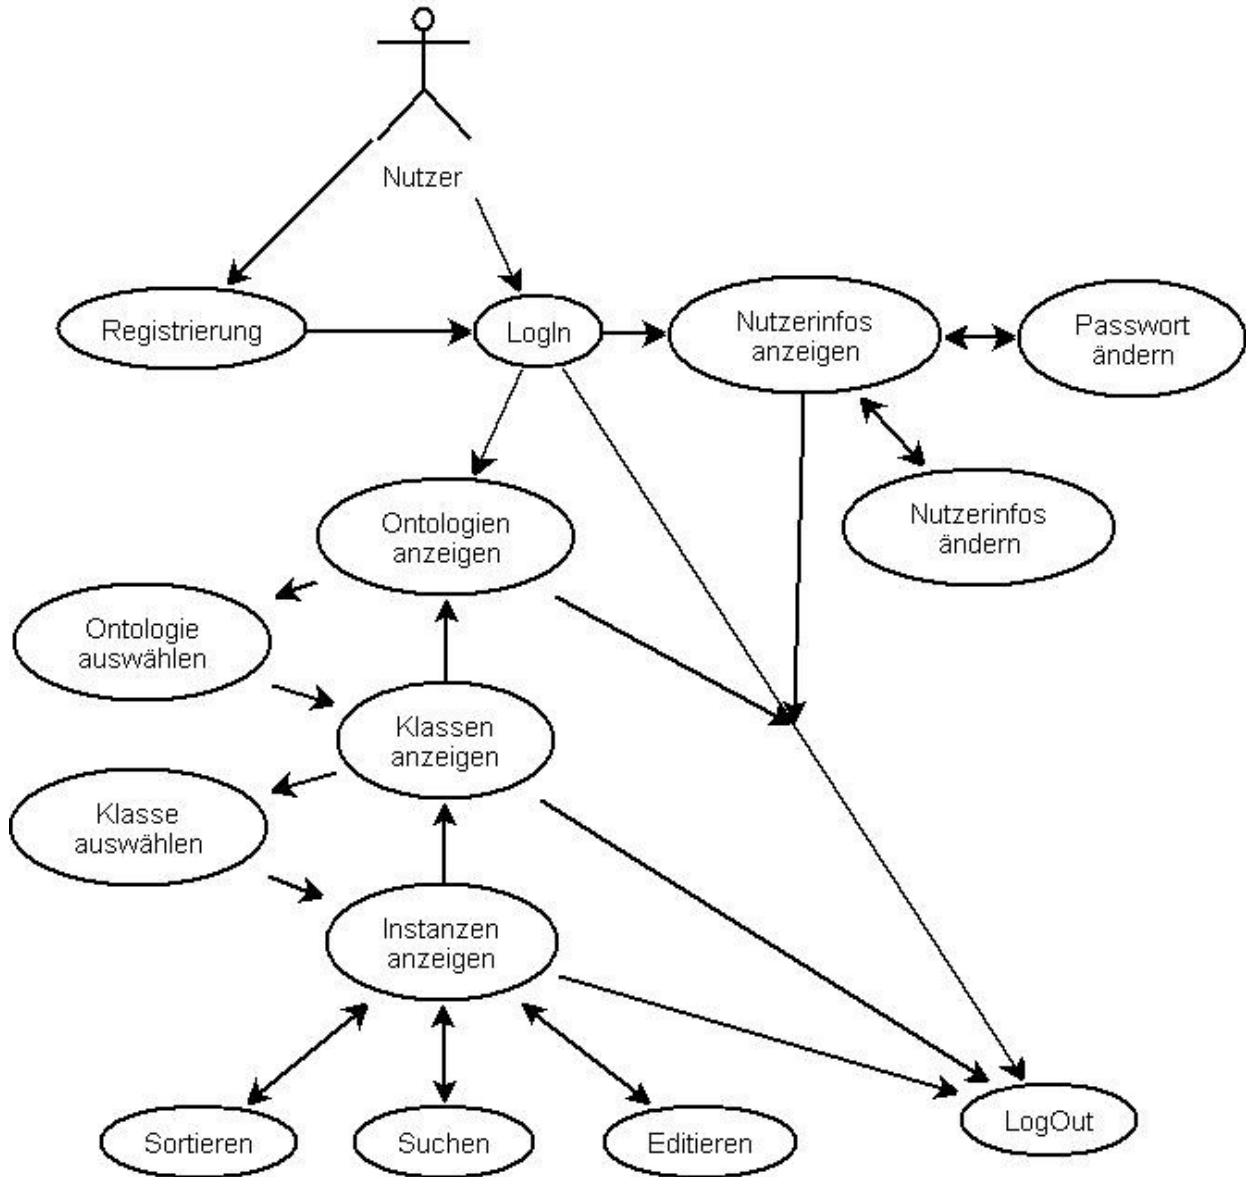 Nutzer
Registrierung
LogIn
Nutzerinfos
anzeigen
Passwort
ändern
Ontologien
anzeigen
Nutzerinfos
ändern
Ontologie
auswählen
Klassen
anzeigen
Klasse
auswählen
Instanzen
anzeigen
Sortieren
Suchen
Editieren
LogOut